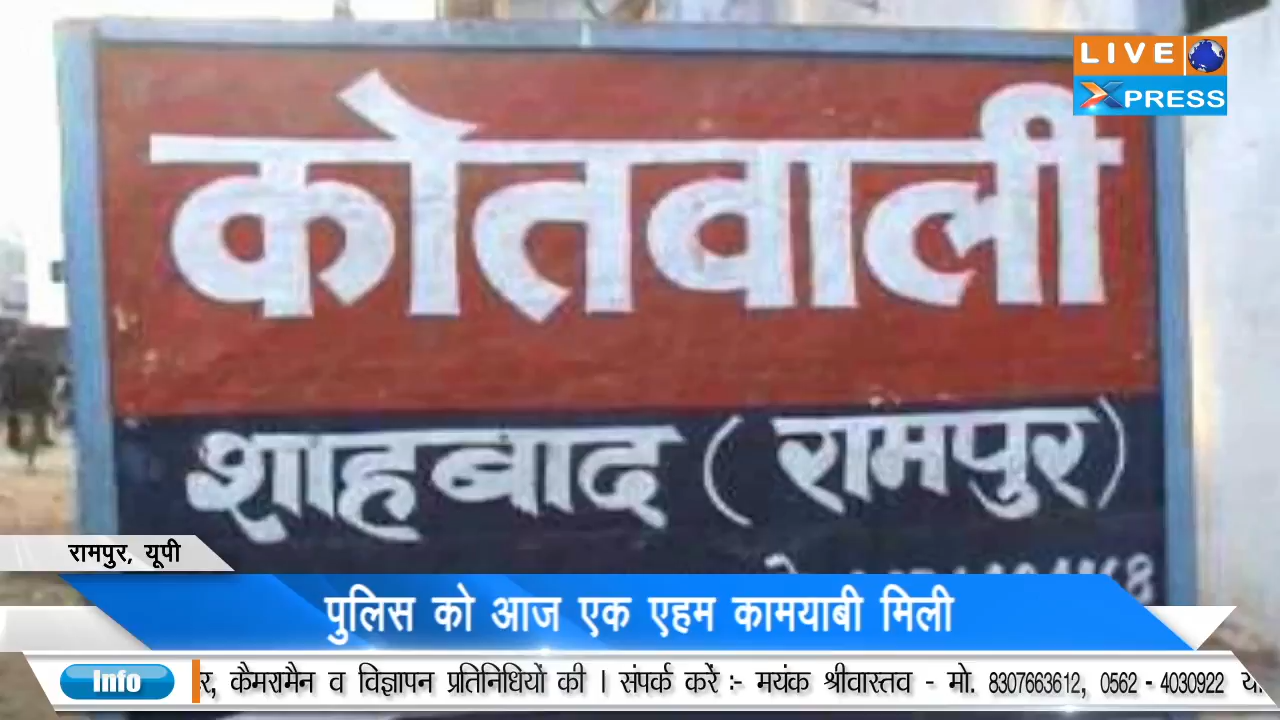 LIVE
XPRESS
कोतवाली
शाहबाद (रामपुर)
रामपुर, यूपी
पुलिस को आज एक एहम कामयाबी मिली
Info
कैमरामैन व विज्ञापन प्रतिनिधियों की । संपर्क करें :- मयंक श्रीवास्तव - मो. 8307663612, 0562 - 4030922